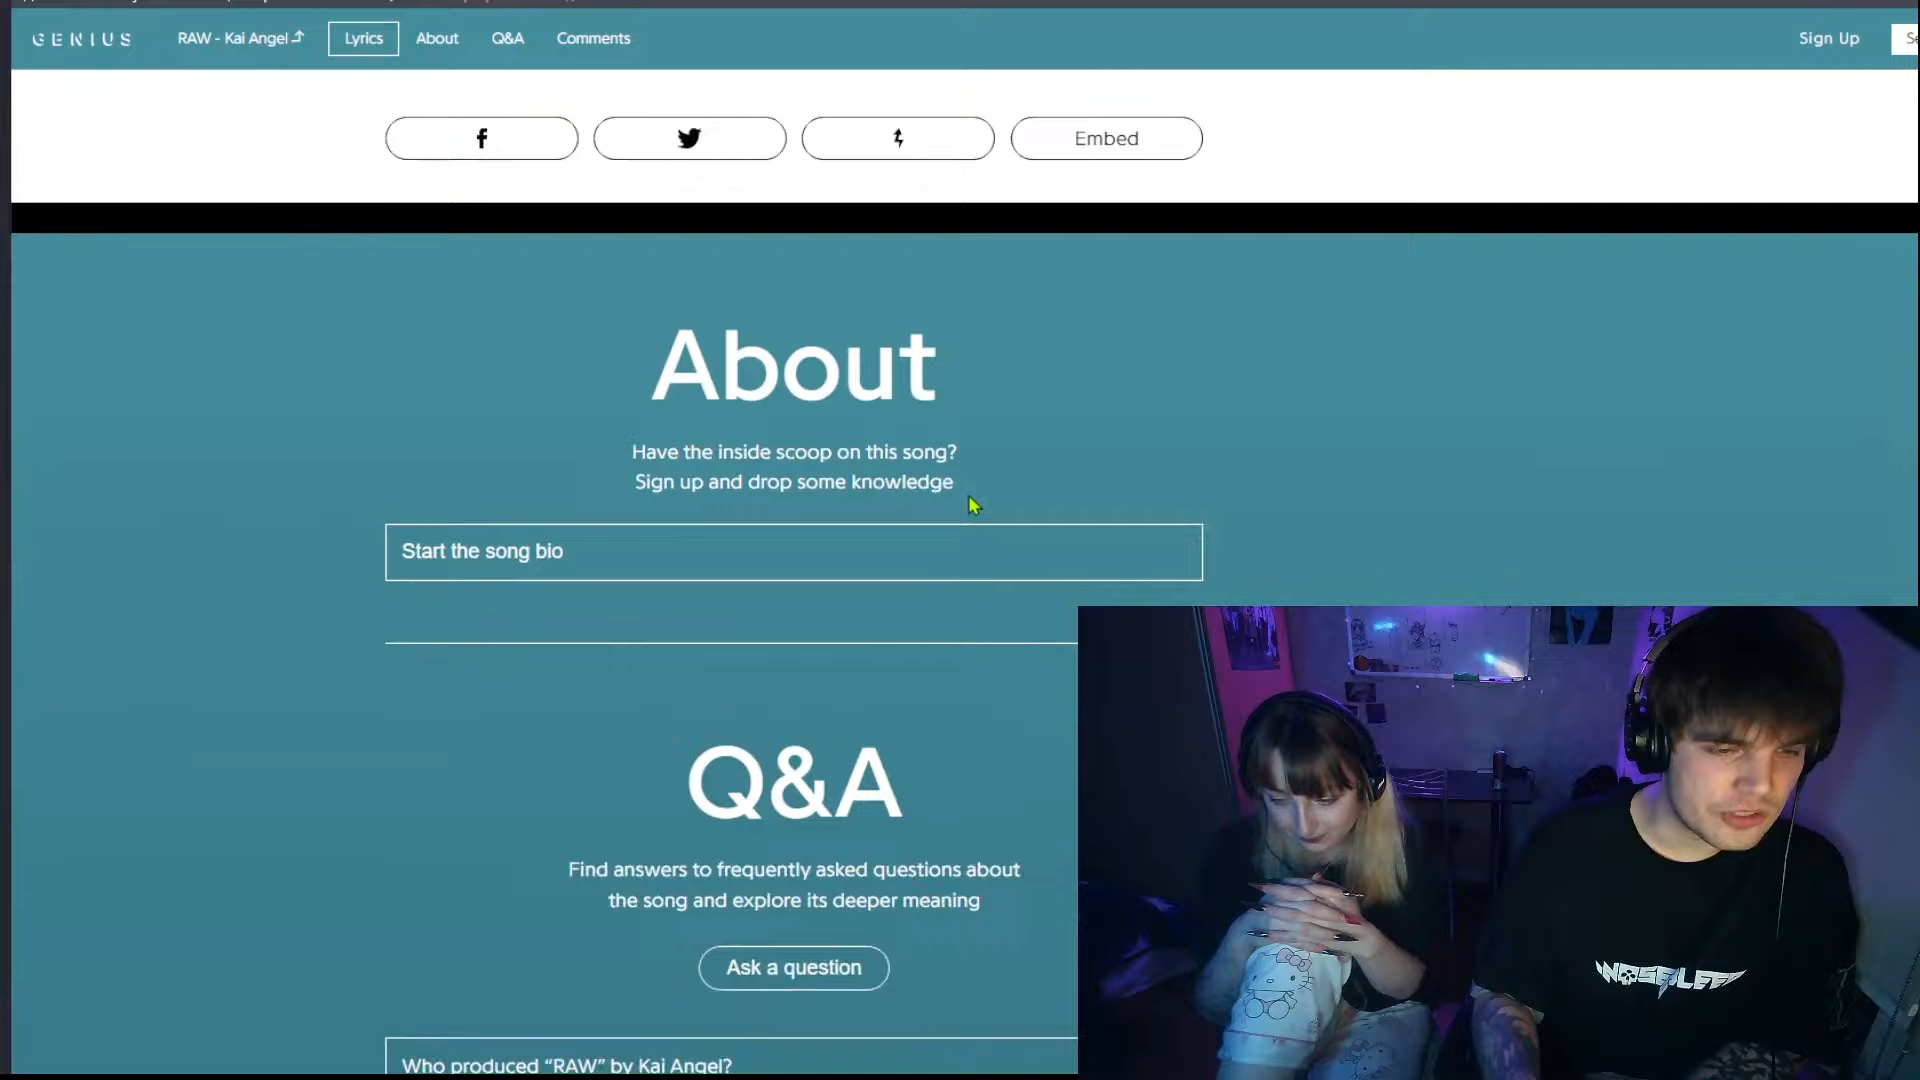 GENIUS RAW - Kai Angel Lyrics About Q&A Comments Sign Up
f Embed
About
Have the inside scoop on this song?
Sign up and drop some knowledge
Start the song bio
Q&A
Find answers to frequently asked questions about
the song and explore its deeper meaning
Ask a question
Who produced “RAW” by Kai Angel?